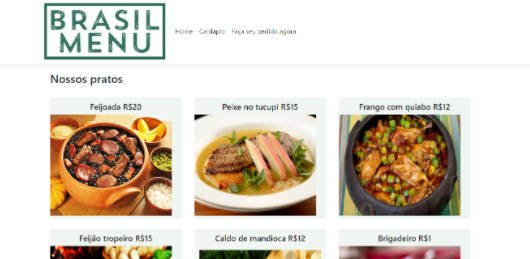 BRASIL
MENU
Home Cardápio Faça seu pedido agora
Nossos pratos
Feijoada R$20 Peixe no tucupi R$15 Frango com quiabo R$12
Feijão tropeiro R$15 Caldo de mandioca R$12 Brigadeiro R$1